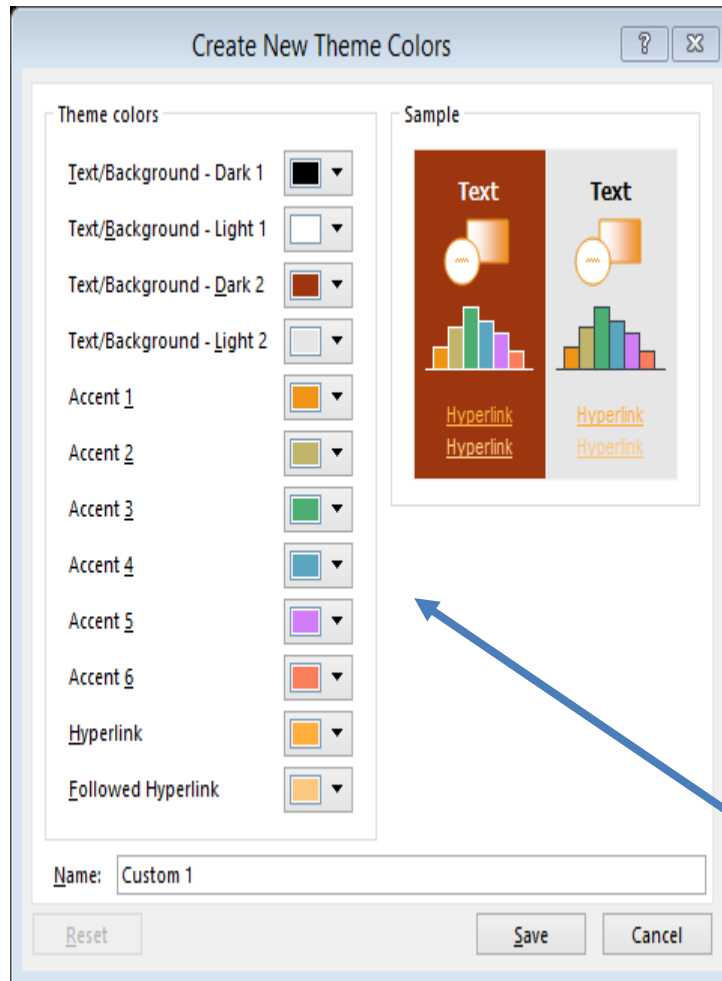 Create New Theme Colors
Theme colors
Text/Background - Dark 1
Text/Background - Light 1
Text/Background - Dark 2
Text/Background - Light 2
Accent 1
Accent 2
Accent 3
Accent 4
Accent 5
Accent 6
Hyperlink
Followed Hyperlink
Sample
Text Text
Hyperlink Hyperlink
Hyperlink Hyperlink
Name: Custom 1
Reset Save Cancel